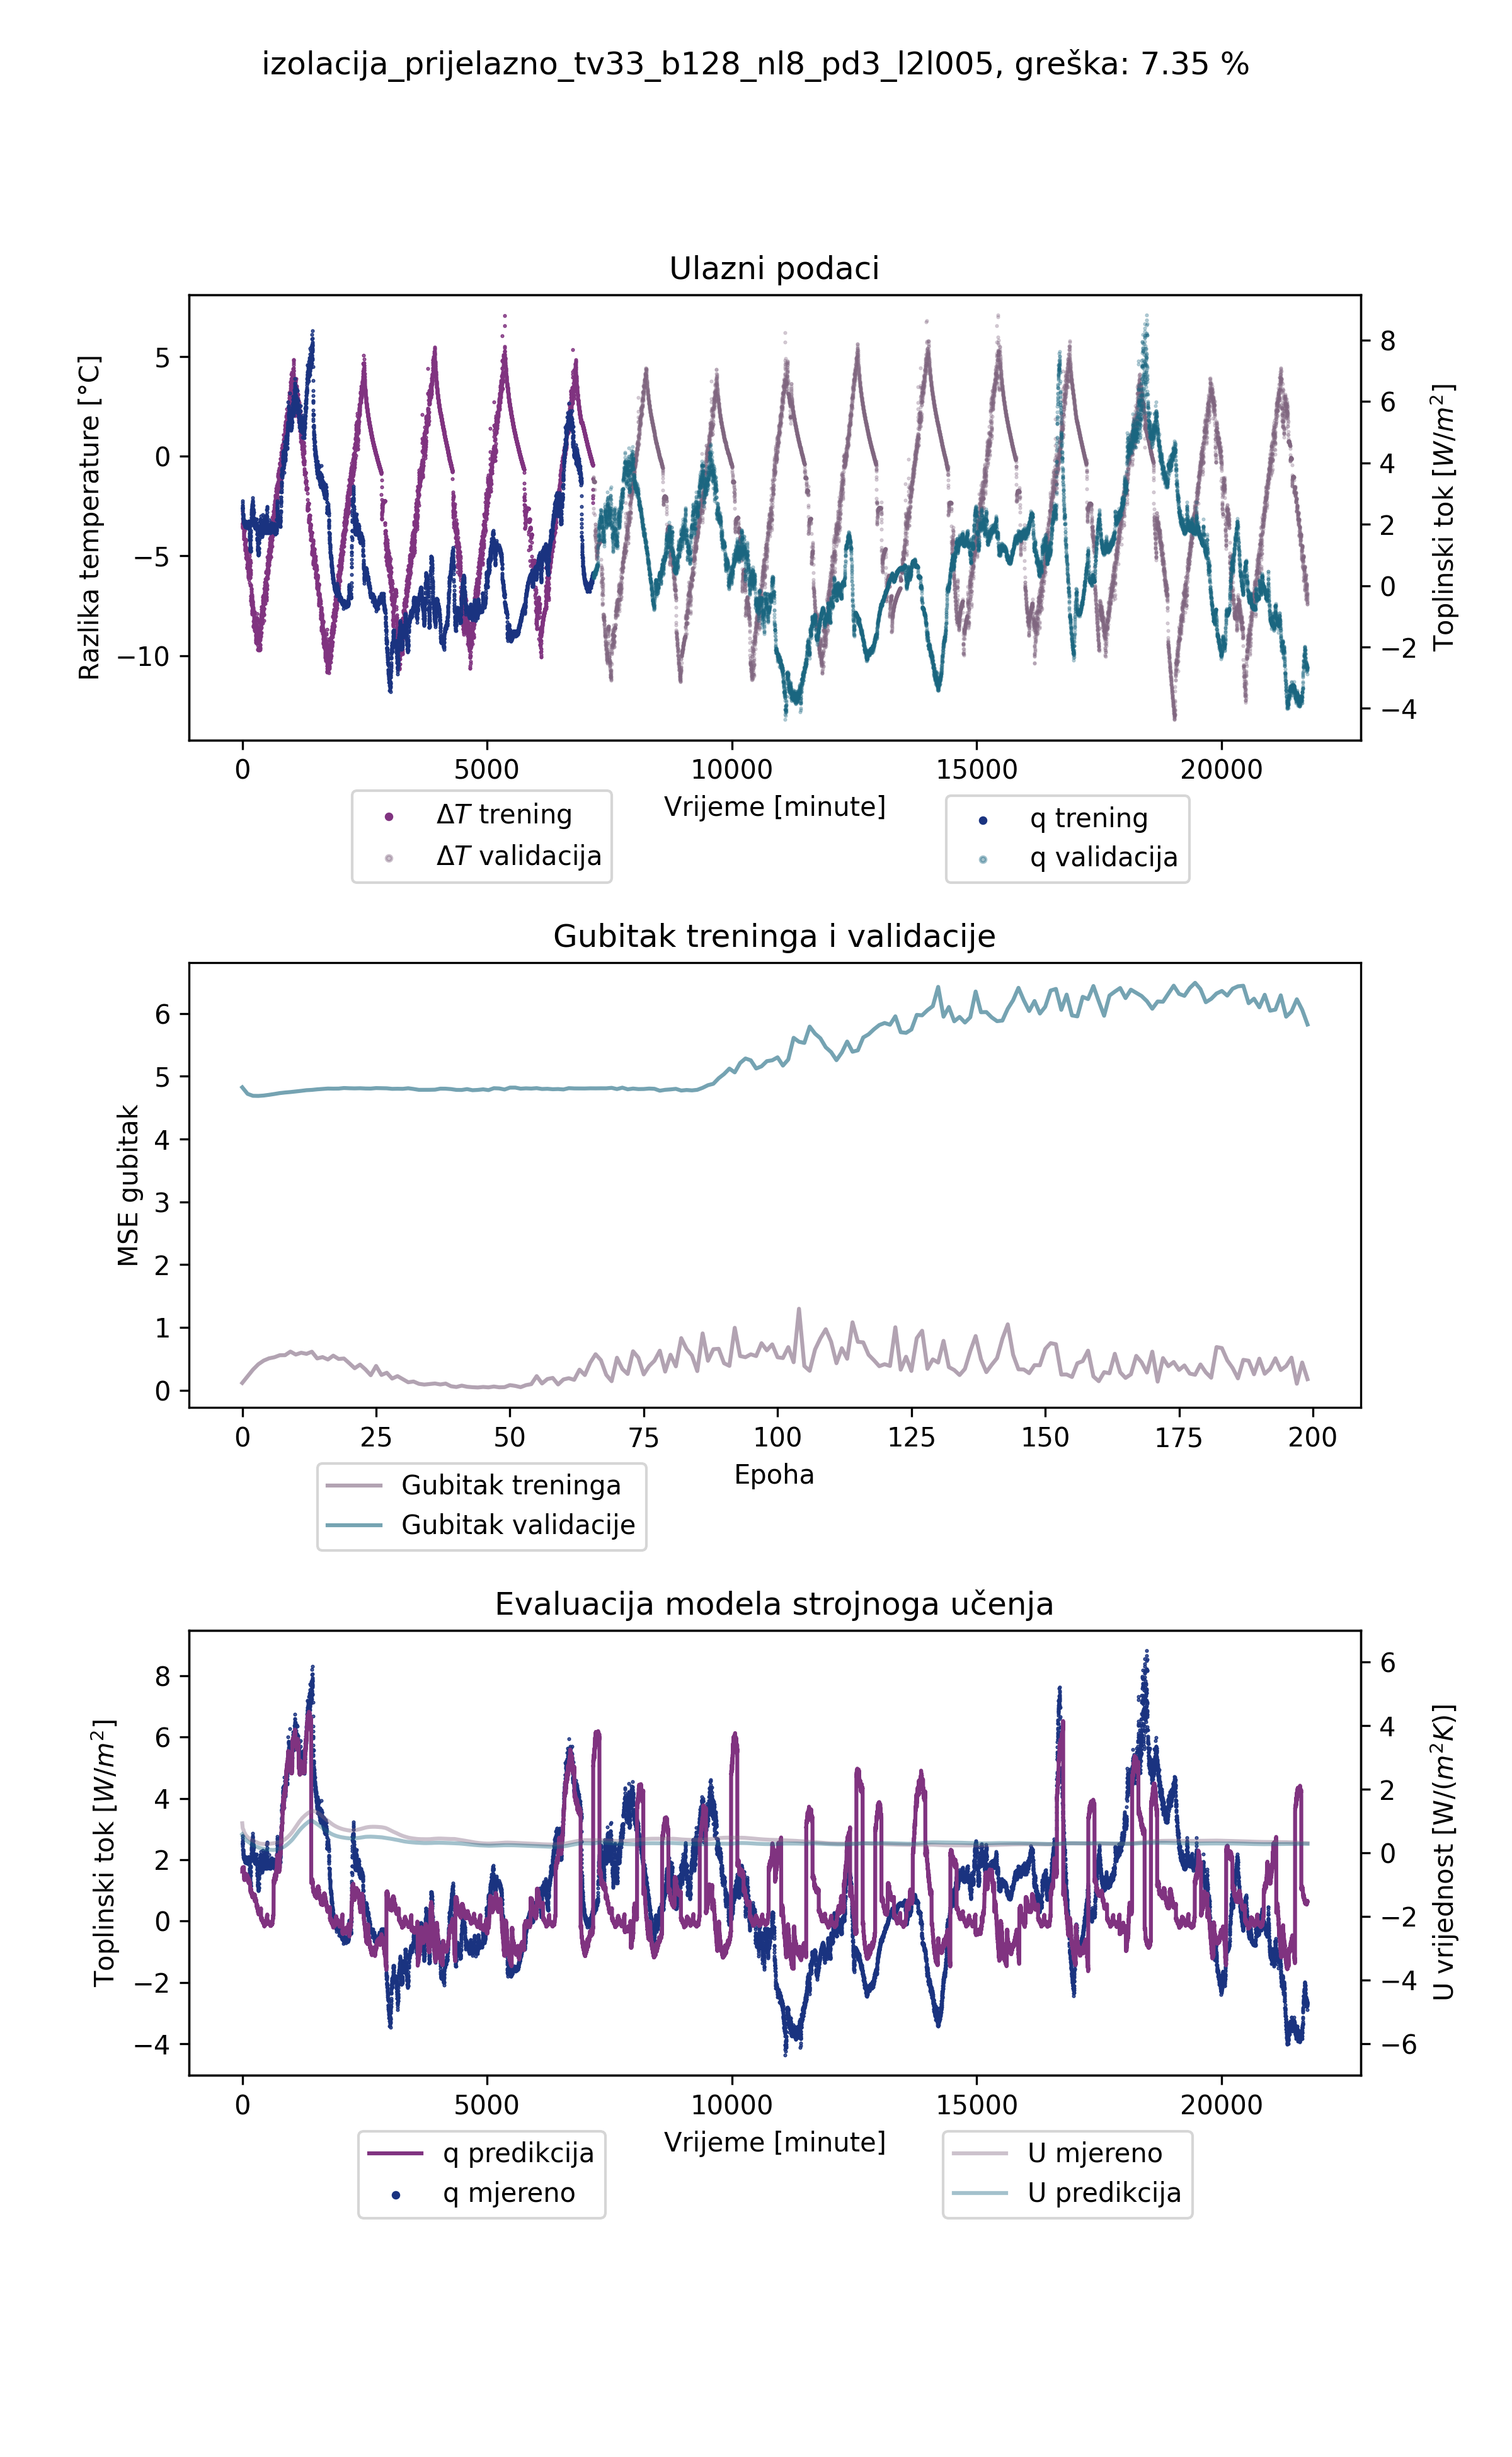 izolacija_prijelazno_tv33_b128_nl8_pd3_l2l005, greška: 7.35 %
Ulazni podaci
Razlika temperature [°C]
5
0
−5
−10
Toplinski tok [W/m²]
8
6
4
2
0
−2
−4
0 5000 10000 15000 20000
Vrijeme [minute]
ΔT trening
ΔT validacija
q trening
q validacija
Gubitak treninga i validacije
MSE gubitak
6
5
4
3
2
1
0
0 25 50 75 100 125 150 175 200
Epoha
Gubitak treninga
Gubitak validacije
Evaluacija modela strojnoga učenja
Toplinski tok [W/m²]
8
6
4
2
0
−2
−4
U vrijednost [W/(m²K)]
6
4
2
0
−2
−4
−6
0 5000 10000 15000 20000
Vrijeme [minute]
q predikcija
q mjereno
U mjereno
U predikcija